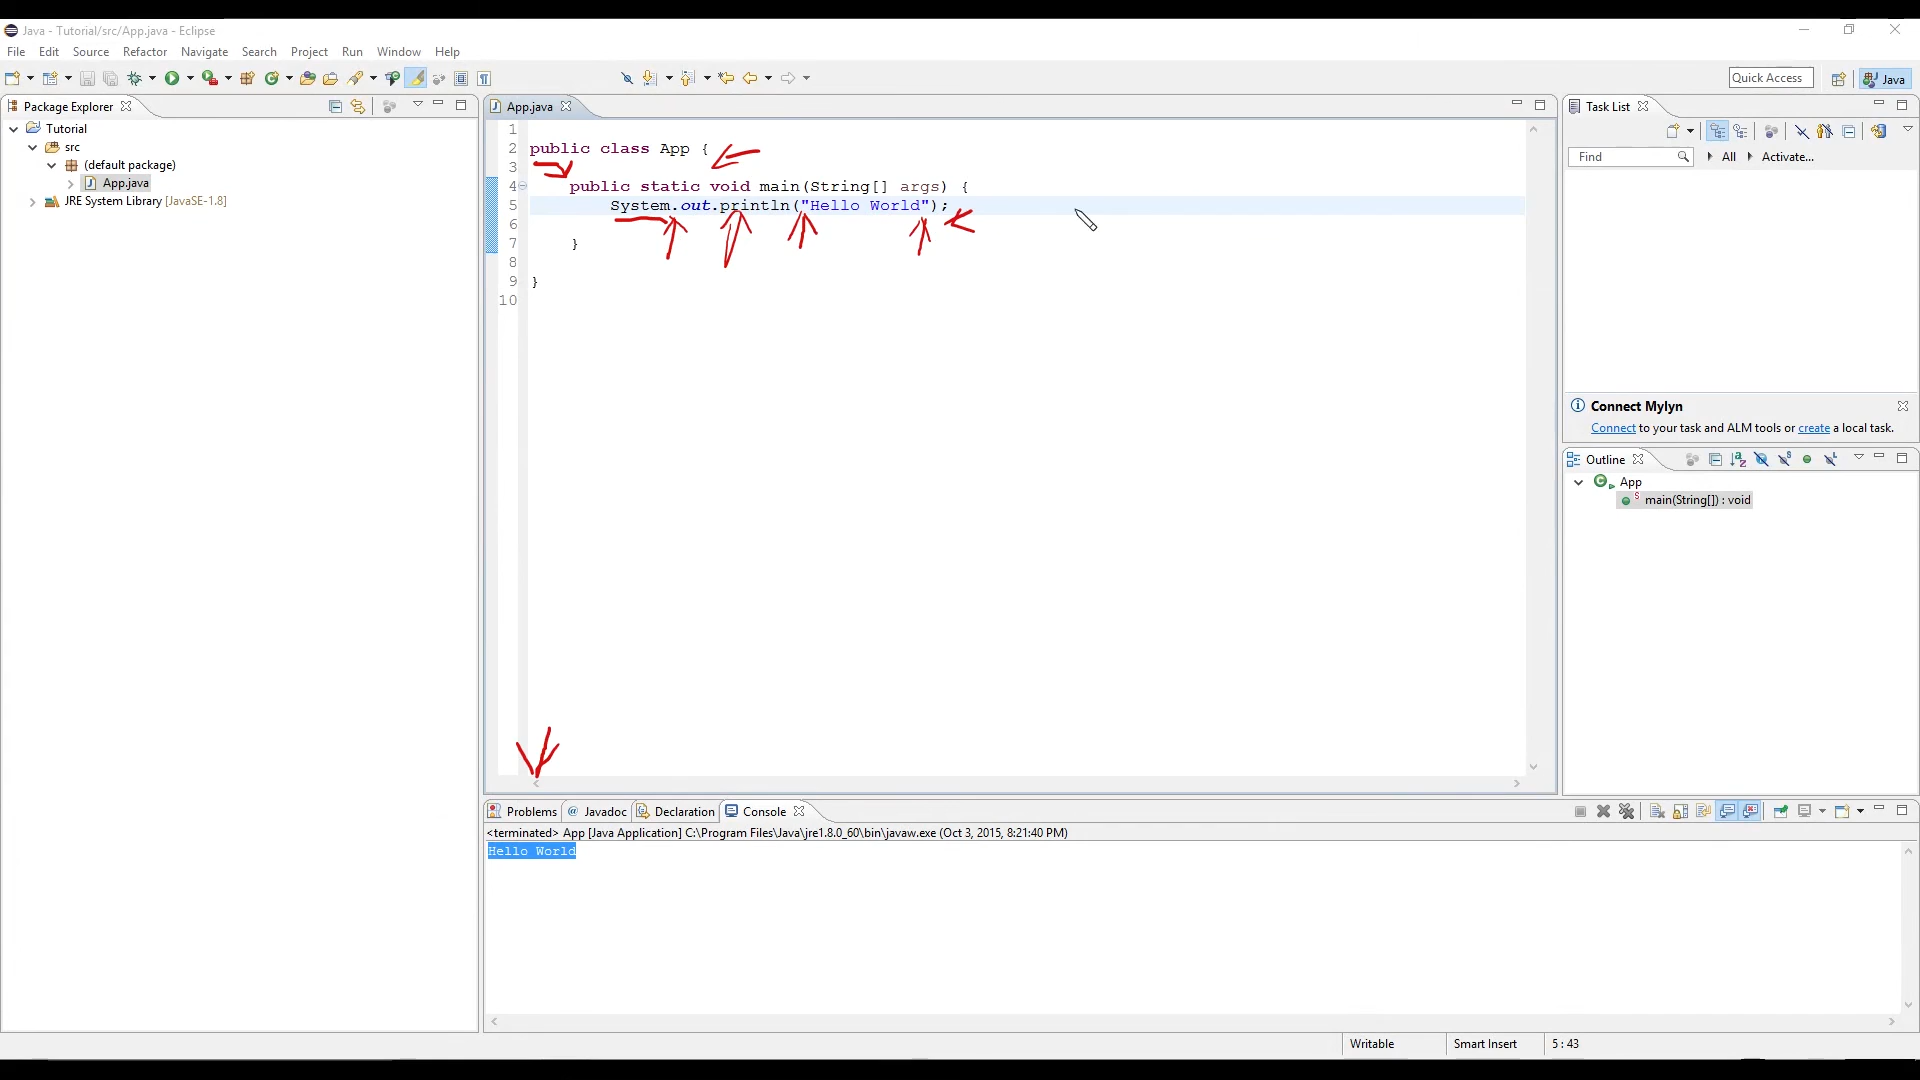 Java - Tutorial/src/App.java - Eclipse
File Edit Source Refactor Navigate Search Project Run Window Help
Quick Access
Java
Package Explorer
Tutorial
src
(default package)
App.java
JRE System Library [JavaSE-1.8]
App.java
1
2 public class App {
3
4 public static void main(String[] args) {
5 System.out.println("Hello World");
6
7 }
8
9 }
10
Task List
Find
All
Activate...
Connect Mylyn
Connect to your task and ALM tools or create a local task.
Outline
App
main(String[]) : void
Problems
@ Javadoc
Declaration
Console
<terminated> App [Java Application] C:\Program Files\Java\jre1.8.0_60\bin\javaw.exe (Oct 3, 2015, 8:21:40 PM)
Hello World
Writable
Smart Insert
5 : 43